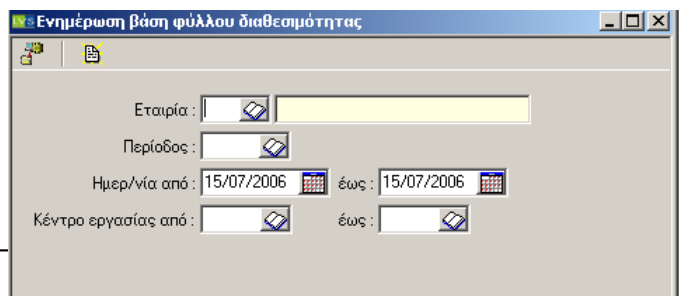 LVS Ενημέρωση βάση φύλλου διαθεσιμότητας
Εταιρία :
Περίοδος :
Ημερ/νία από : 15/07/2006 έως : 15/07/2006
Κέντρο εργασίας από : έως :